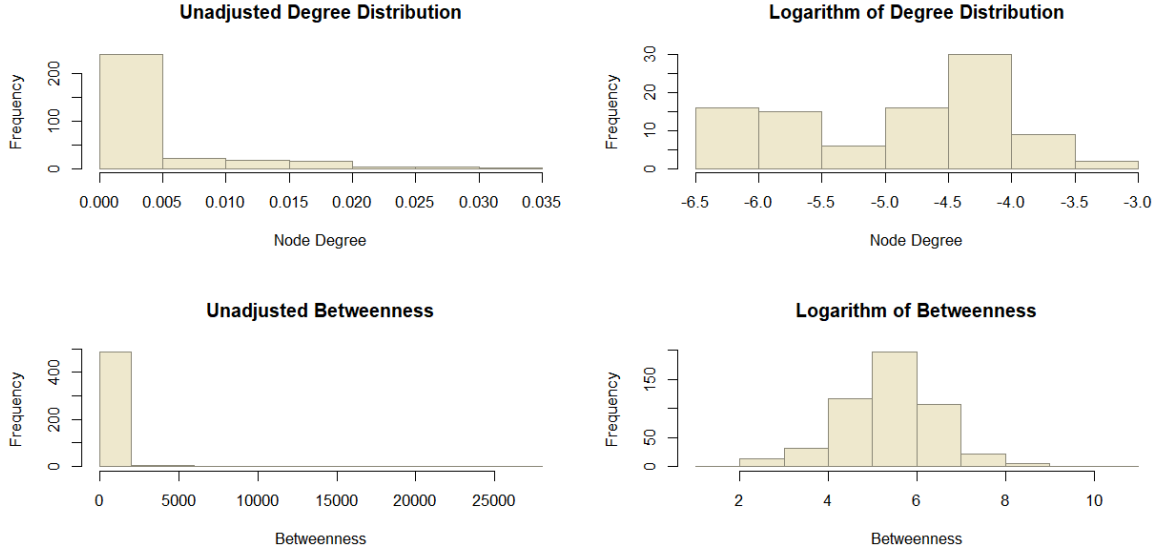 Unadjusted Degree Distribution
Frequency
0 100 200
0.000 0.005 0.010 0.015 0.020 0.025 0.030 0.035
Node Degree
Logarithm of Degree Distribution
Frequency
0 10 20 30
-6.5 -6.0 -5.5 -5.0 -4.5 -4.0 -3.5 -3.0
Node Degree
Unadjusted Betweenness
Frequency
0 200 400
0 5000 10000 15000 20000 25000
Betweenness
Logarithm of Betweenness
Frequency
0 50 150
2 4 6 8 10
Betweenness